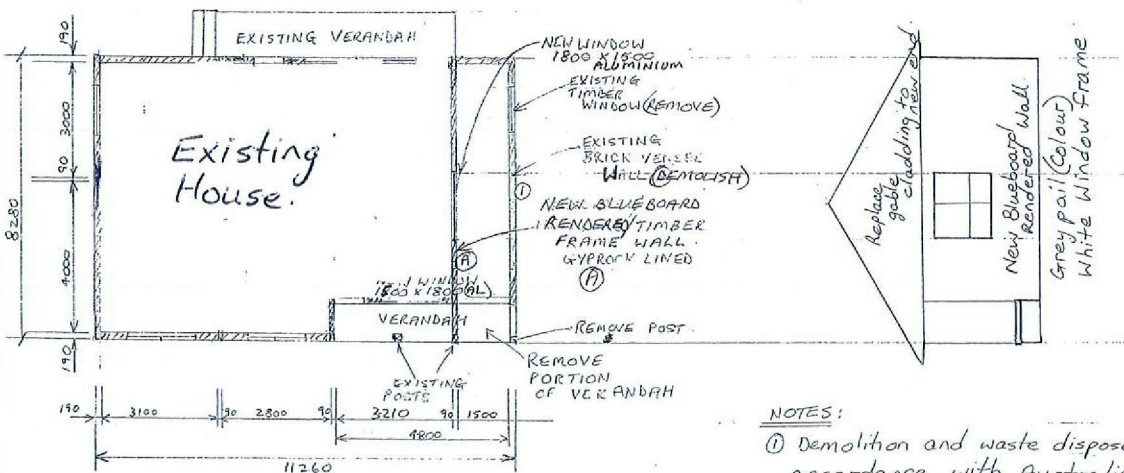 EXISTING VERANDAH
Existing
House.
NEW WINDOW
1800 X 1500
ALUMINIUM
EXISTING
TIMBER
WINDOW (REMOVE)
EXISTING
BRICK VENEER
WALL (DEMOLISH)
①
NEW BLUEBOARD
RENDERED/TIMBER
FRAME WALL
GYPROCK LINED
Ⓐ
Ⓐ
WINDOW
1800 X 1800 (AL)
VERANDAH
REMOVE POST.
REMOVE
PORTION
OF VERANDAH
EXISTING
POSTS
190
3000
90
4000
190
8280
190
3100
90
2800
90
3210
90
1500
4800
11260
Replace
gable
cladding to
new end
New Blueboard
Rendered Wall.
Grey pail (Colour)
White Window Frame
NOTES:
① Demolition and waste dispos
accordance with Austral